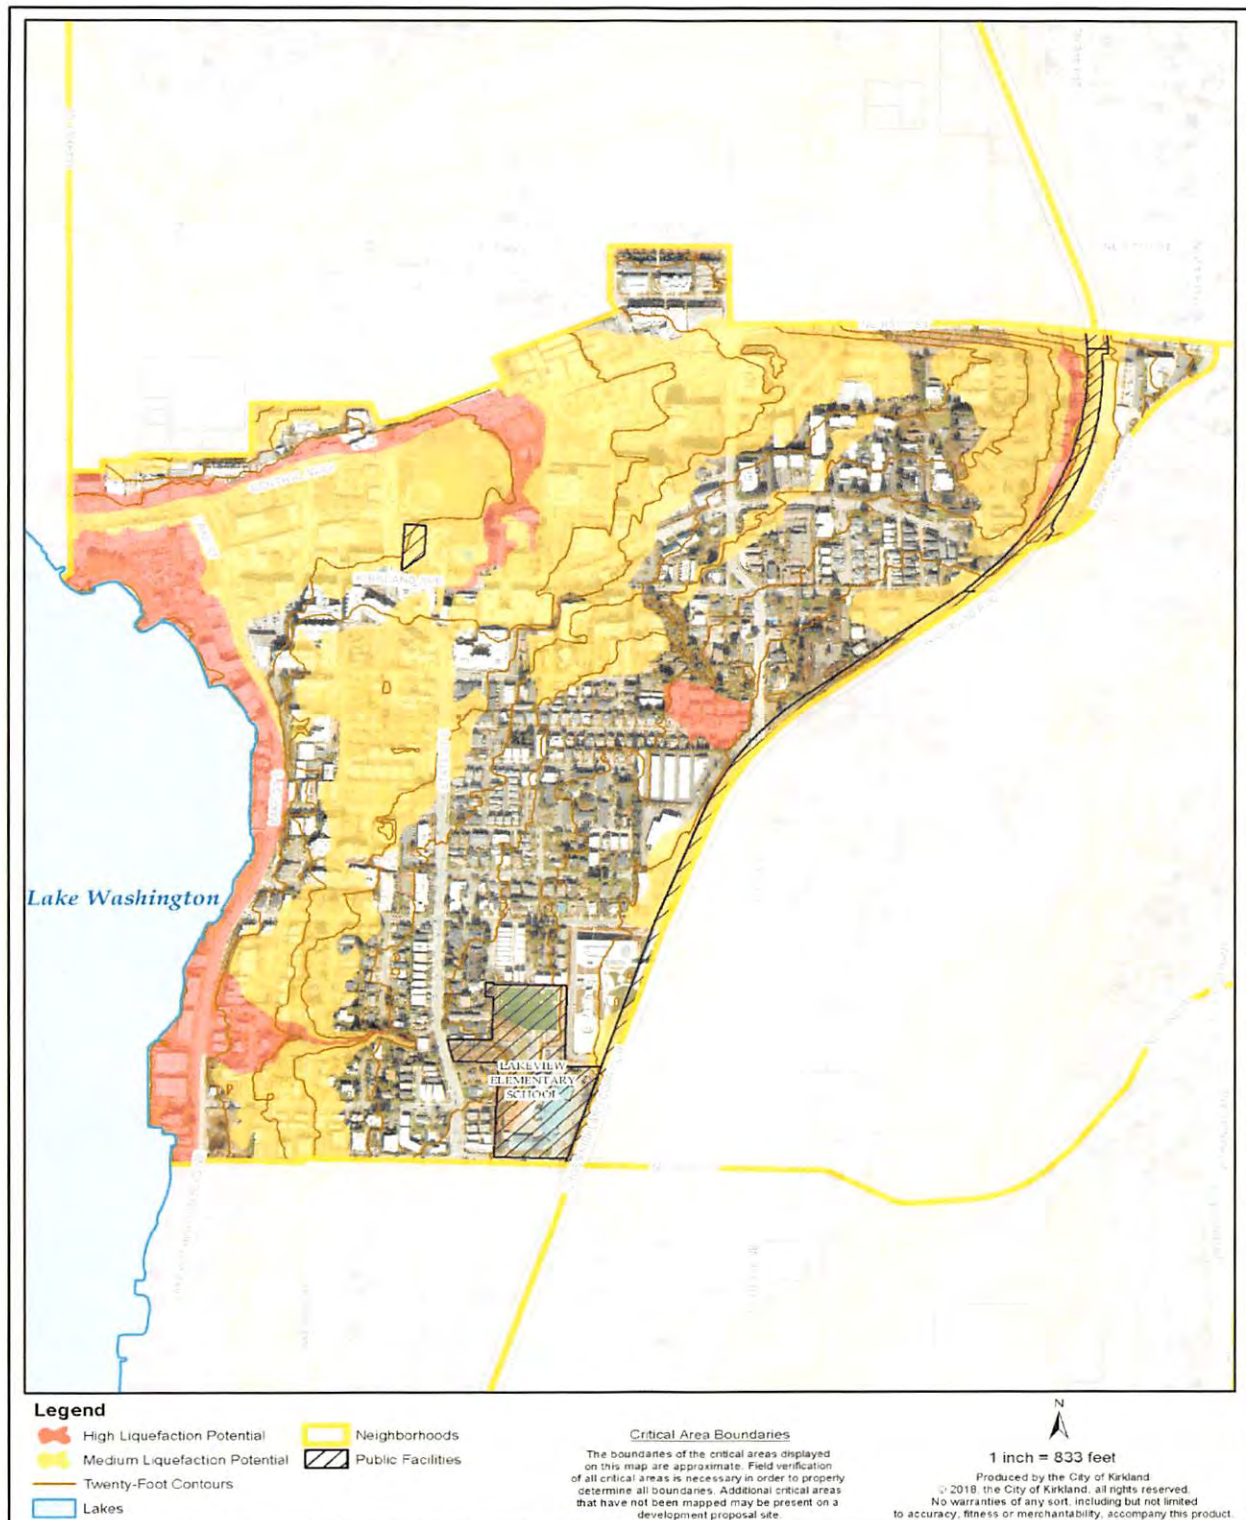 CENTRAL WAY
KIRKLAND AVE
Lake Washington
LAKEVIEW
ELEMENTARY
SCHOOL
Legend
High Liquefaction Potential
Medium Liquefaction Potential
Twenty-Foot Contours
Lakes
Neighborhoods
Public Facilities
Critical Area Boundaries
The boundaries of the critical areas displayed
on this map are approximate. Field verification
of all critical areas is necessary in order to properly
determine all boundaries. Additional critical areas
that have not been mapped may be present on a
development proposal site.
N
1 inch = 833 feet
Produced by the City of Kirkland
© 2018, the City of Kirkland, all rights reserved.
No warranties of any sort, including but not limited
to accuracy, fitness or merchantability, accompany this product.